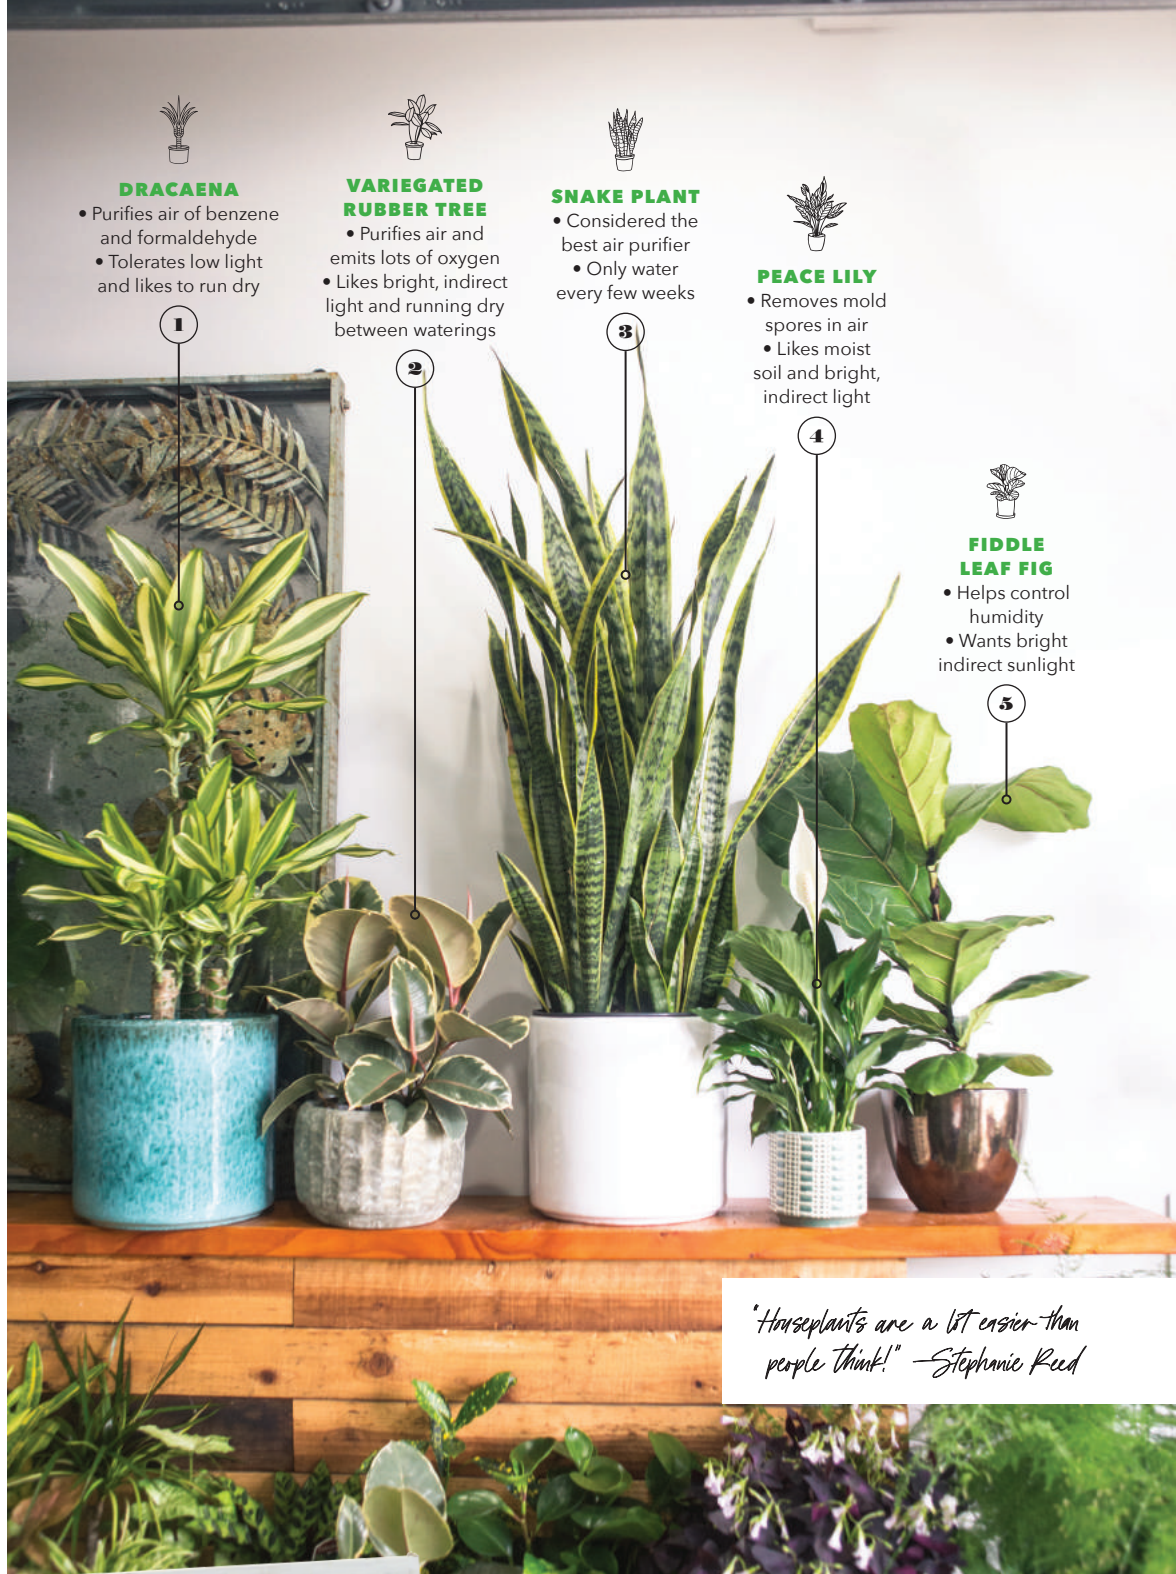 DRACAENA
• Purifies air of benzene
and formaldehyde
• Tolerates low light
and likes to run dry
1
VARIEGATED
RUBBER TREE
• Purifies air and
emits lots of oxygen
• Likes bright, indirect
light and running dry
between waterings
2
SNAKE PLANT
• Considered the
best air purifier
• Only water
every few weeks
3
PEACE LILY
• Removes mold
spores in air
• Likes moist
soil and bright,
indirect light
4
FIDDLE
LEAF FIG
• Helps control
humidity
• Wants bright
indirect sunlight
5
"Houseplants are a lot easier than
people think!" —Stephanie Reed